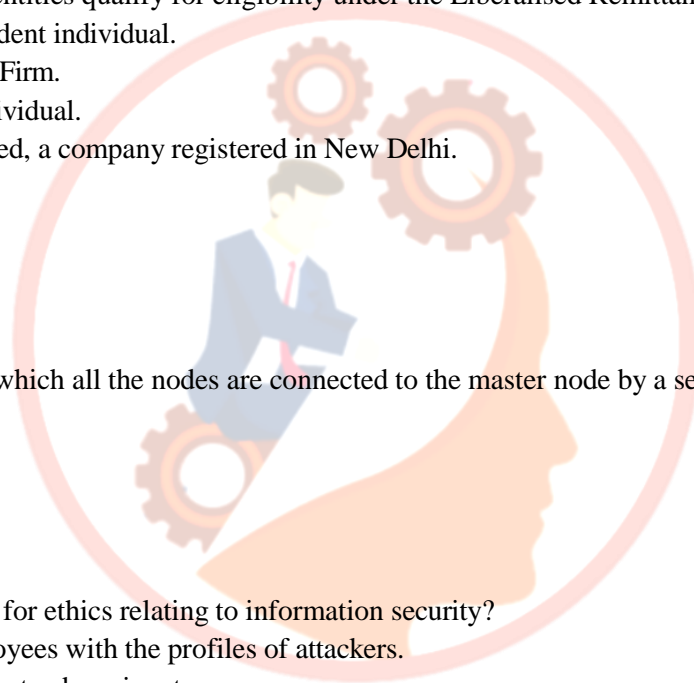 qualify for eligibility under the Liberalised
dent individual.
Firm.
ividual.
ed, a company registered in New Delhi.
which all the nodes are connected to the master node by a se
for ethics relating to information security?
oyees with the profiles of attackers.